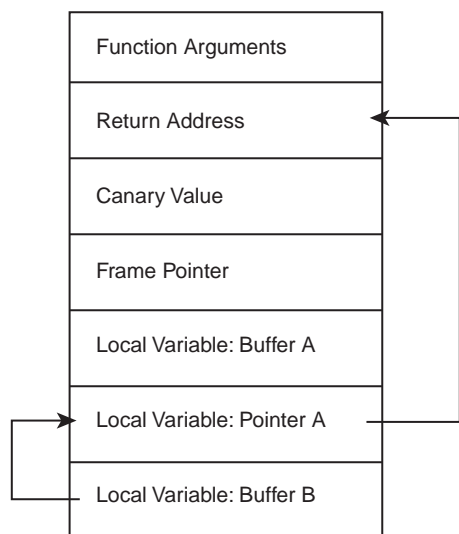 Function Arguments
Return Address
Canary Value
Frame Pointer
Local Variable: Buffer A
Local Variable: Pointer A
Local Variable: Buffer B